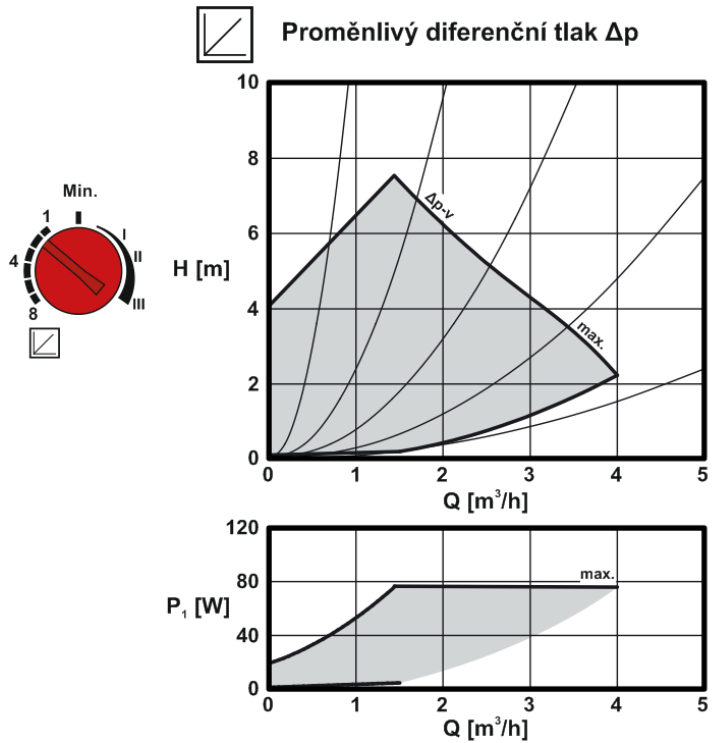 Proměnlivý diferenční tlak Δp
Min.
1
4
8
I
II
III
10
8
6
4
2
0
H [m]
Δp-v
max.
0 1 2 3 4 5
Q [m³/h]
120
80
40
0
P₁ [W]
max.
0 1 2 3 4 5
Q [m³/h]